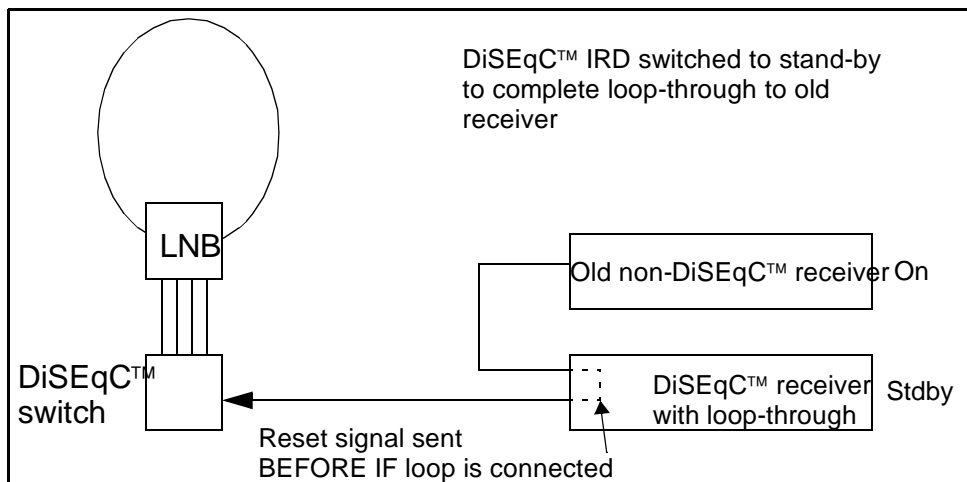 DiSEqC™ IRD switched to stand-by
to complete loop-through to old
receiver
LNB
Old non-DiSEqC™ receiver On
DiSEqC™
switch
DiSEqC™ receiver
with loop-through
Stdby
Reset signal sent
BEFORE IF loop is connected